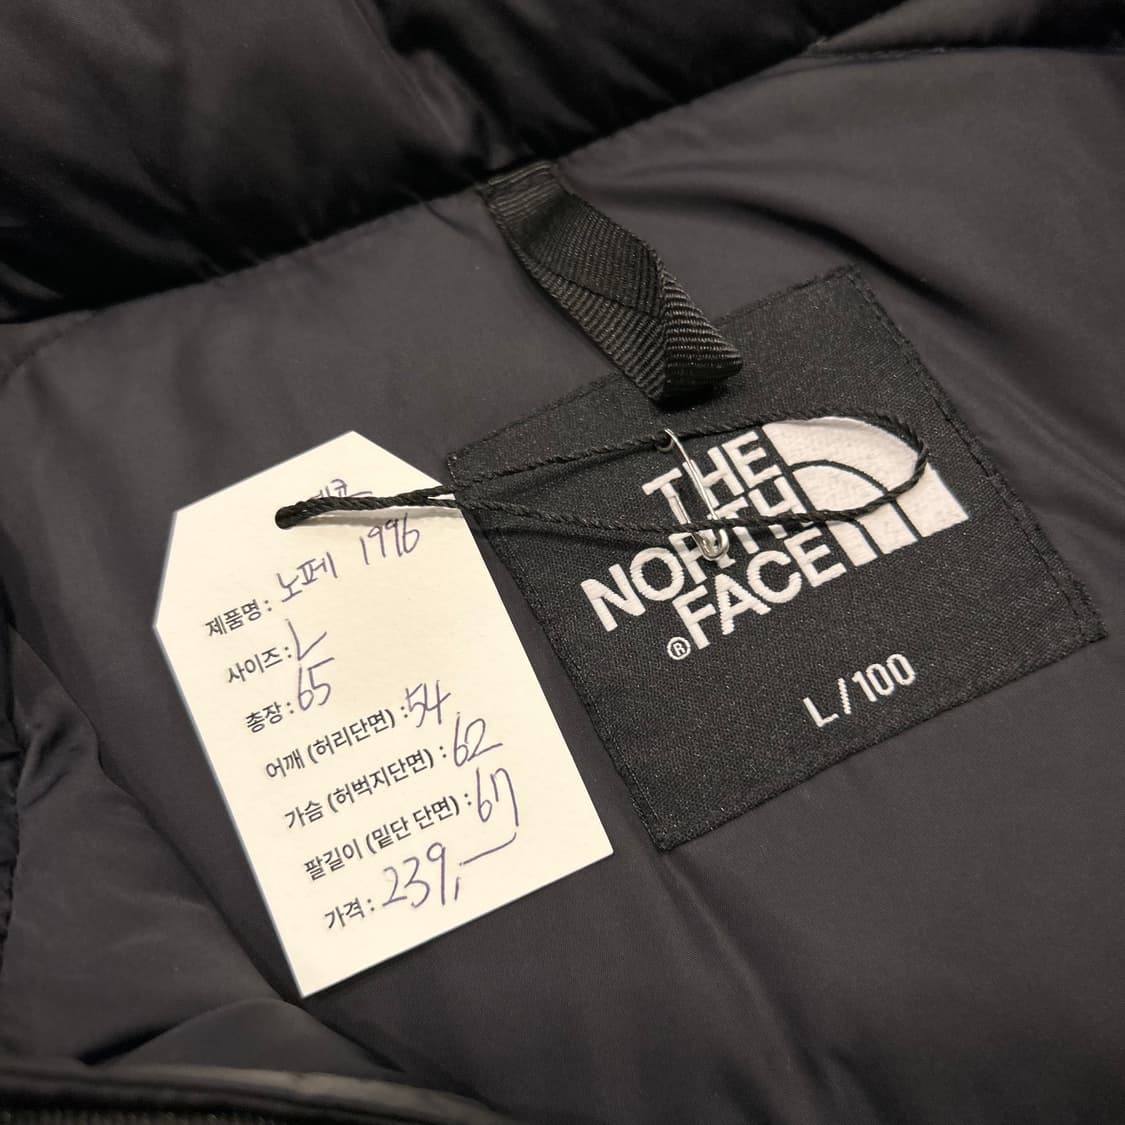 노페 1996
제품명:
사이즈: L
총장: 65
어깨 (허리단면) : 54
가슴 (허벅지단면) : 62
팔길이 (밑단 단면) : 67
가격: 239,—
THE
NORTH
FACE
®
L/100